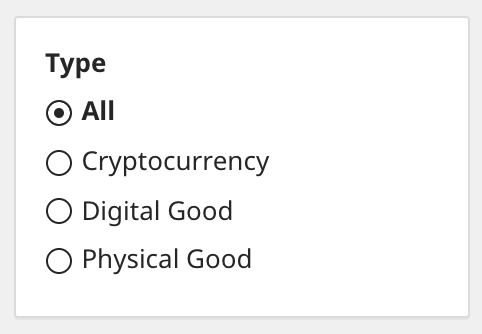 Type
All
Cryptocurrency
Digital Good
Physical Good